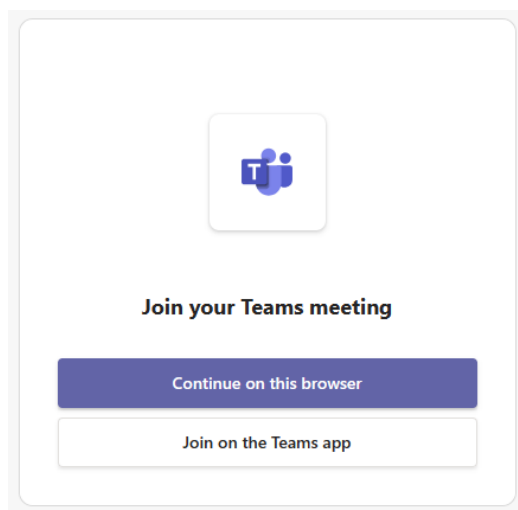 T
Join your Teams meeting
Continue on this browser
Join on the Teams app